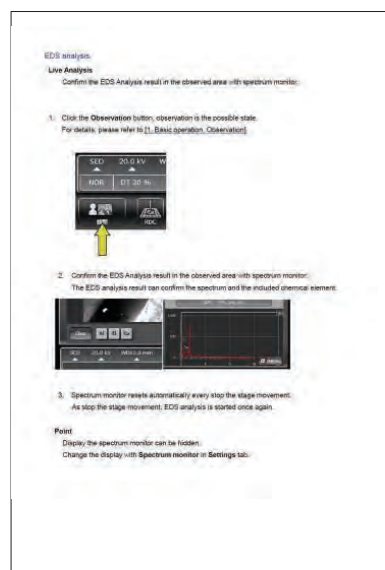 EDS analysis
Live Analysis
Confirm the EDS Analysis result in the observed area with spectrum monitor.
1. Click the Observation button, observation is the possible state.
For details, please refer to [1. Basic operation, Observation]
SED 20.0 kV W
NOR DT 20 %
2. Confirm the EDS Analysis result in the observed area with spectrum monitor.
The EDS analysis result can confirm the spectrum and the included chemical element.
SED 20.0 kV
3. Spectrum monitor resets automatically every stop the stage movement.
As stop the stage movement, EDS analysis is started once again.
Point
Display the spectrum monitor can be hidden.
Change the display with Spectrum monitor in Settings tab.